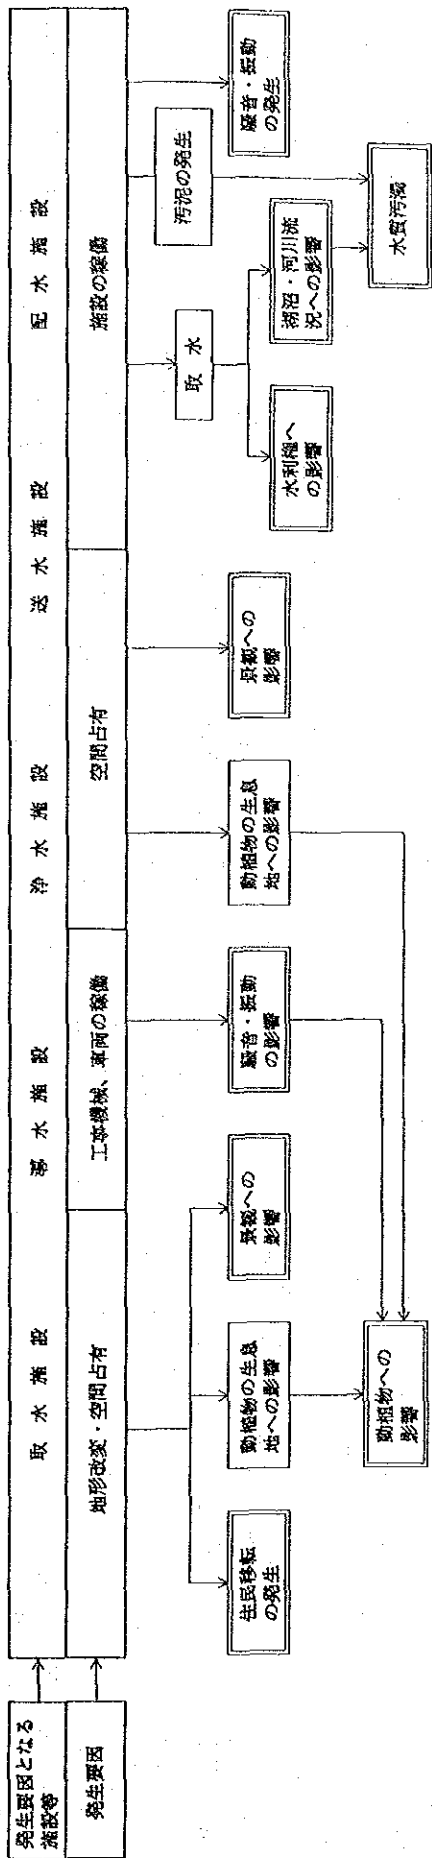 発生要因となる
施設等
取 水 施 設
導 水 施 設
浄 水 施 設
送 水 施 設
配 水 施 設
発生要因
地形改変・空間占有
工事機械、車両の稼働
空間占有
施設の稼働
取 水
汚泥の発生
住民移転
の発生
動植物の生息
地への影響
景観への
影響
騒音・振動
の影響
動植物の生息
地への影響
景観への
影響
水利権へ
の影響
湖沼・河川流
況への影響
騒音・振動
の発生
動植物への
影響
水質汚濁